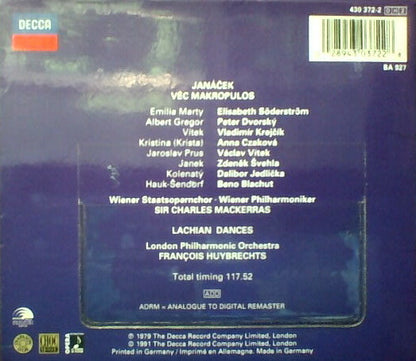 DECCA
430 372-2
BA 927
JANÁČEK
VĚC MAKROPULOS
Emilia Marty Elisabeth Söderström
Albert Gregor Peter Dvorský
Vítek Vladimír Krejčík
Kristina (Krista) Anna Czaková
Jaroslav Prus Václav Zítek
Janek Zdeněk Švehla
Kolenatý Dalibor Jedlička
Hauk-Šendorf Beno Blachut
Wiener Staatsopernchor · Wiener Philharmoniker
SIR CHARLES MACKERRAS
LACHIAN DANCES
London Philharmonic Orchestra
FRANÇOIS HUYBRECHTS
Total timing 117.52
ADD
ADRM = ANALOGUE TO DIGITAL REMASTER
℗ 1979 The Decca Record Company Limited, London
© 1991 The Decca Record Company Limited, London
Printed in Germany / Imprimé en Allemagne. Made in Germany
OPERA